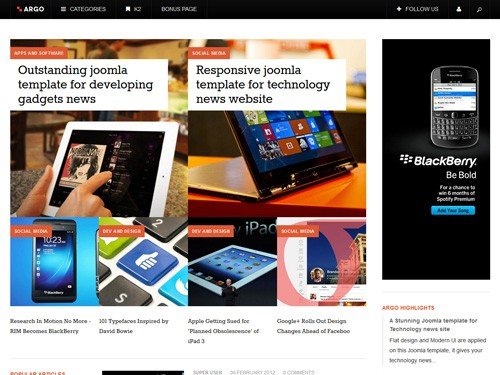 ARGO
CATEGORIES
K2
BONUS PAGE
FOLLOW US
APPS AND SOFTWARE
Outstanding joomla
template for developing
gadgets news
SOCIAL MEDIA
Responsive joomla
template for technology
news website
BlackBerry
Be Bold
For a chance to
win 6 months of
Spotify Premium
Add Your Song
SOCIAL MEDIA
DEV AND DESIGN
DEV AND DESIGN
iPad
SOCIAL MEDIA
Research In Motion No More -
RIM Becomes BlackBerry
101 Typefaces Inspired by
David Bowie
Apple Getting Sued for
'Planned Obsolescence' of
iPad 3
Google+ Rolls Out Design
Changes Ahead of Faceboo
ARGO HIGHLIGHTS
A Stunning Joomla template for
Technology news site
Flat design and Modern UI are applied
on this Joomla template, it gives your
technology news...
POPULAR ARTICLES
SUPER USER
06 FEBRUARY 2012
0 COMMENTS